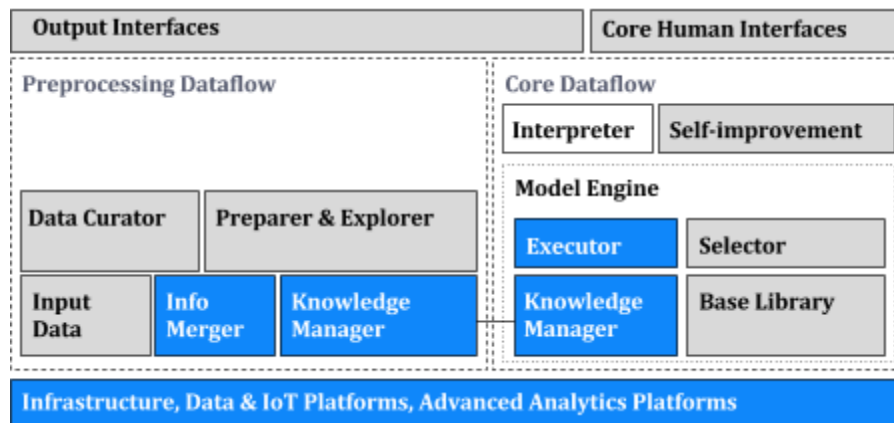 Output Interfaces
Core Human Interfaces
Preprocessing Dataflow
Core Dataflow
Interpreter
Self-improvement
Model Engine
Data Curator
Preparer & Explorer
Executor
Selector
Input
Data
Info
Merger
Knowledge
Manager
Knowledge
Manager
Base Library
Infrastructure, Data & IoT Platforms, Advanced Analytics Platforms